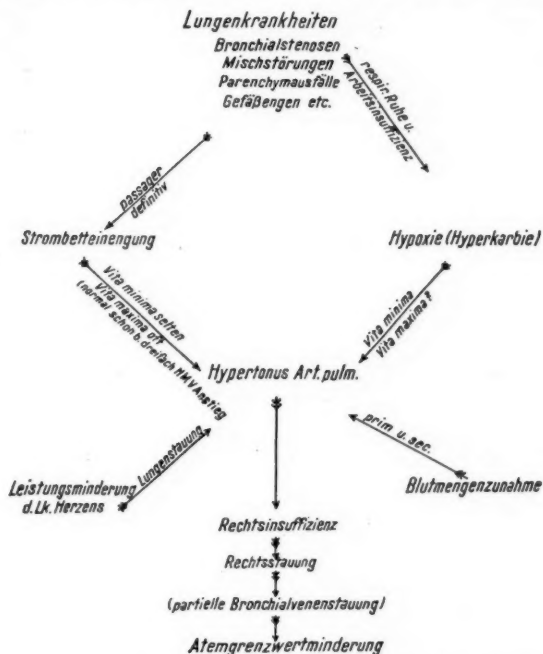 Lungenkrankheiten
Bronchialstenosen
Mischstörungen
Parenchymausfälle
Gefäßengen etc.
respir. Ruhe u.
Arbeitsinsuffizienz
passager
definitiv
Strombetteinengung
Hypoxie (Hyperkarbie)
Vita minima selten
Vita maxima oft
(normal schon b. dreifach HMV Anstieg
Vita minima
Vita maxima?
Hypertonus Art. pulm.
Lungenstauung
prim u. sec.
Leistungsminderung
d. Lk. Herzens
Blutmengenzunahme
Rechtsinsuffizienz
Rechtsstauung
(partielle Bronchialvenenstauung)
Atemgrenzwertminderung